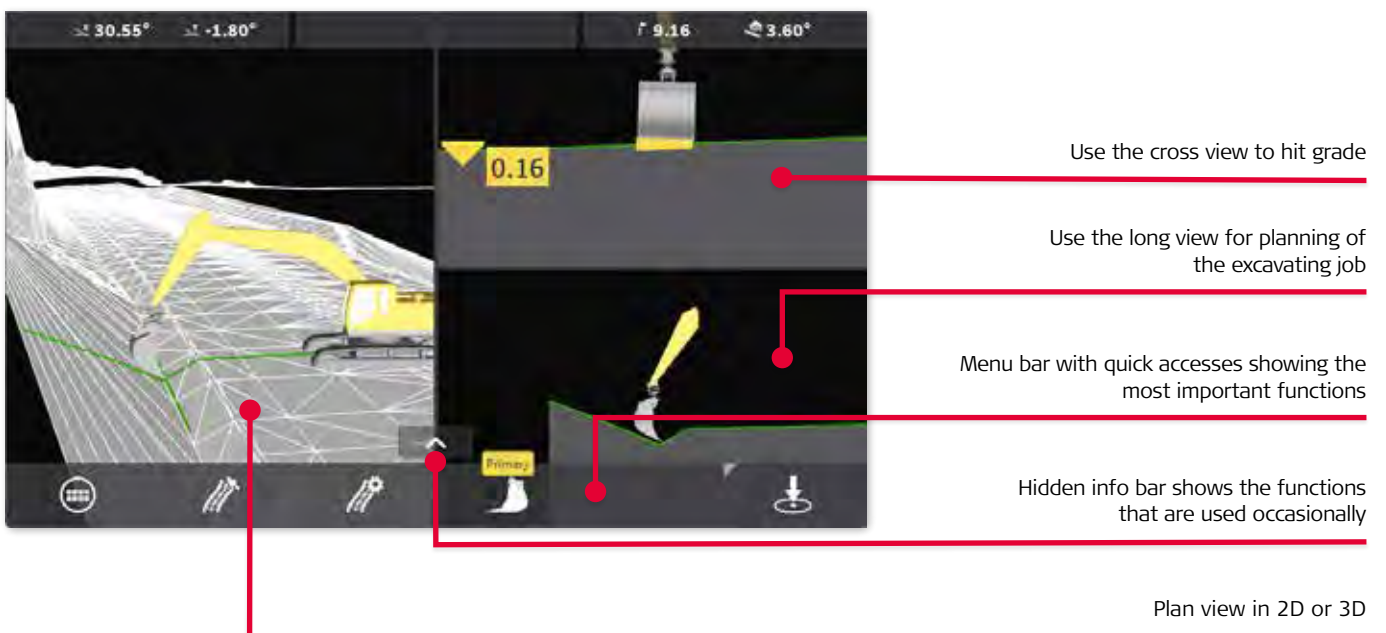 30.55° -1.80° 9.16 3.60°
0.16
Primary
Use the cross view to hit grade
Use the long view for planning of
the excavating job
Menu bar with quick accesses showing the
most important functions
Hidden info bar shows the functions
that are used occasionally
Plan view in 2D or 3D